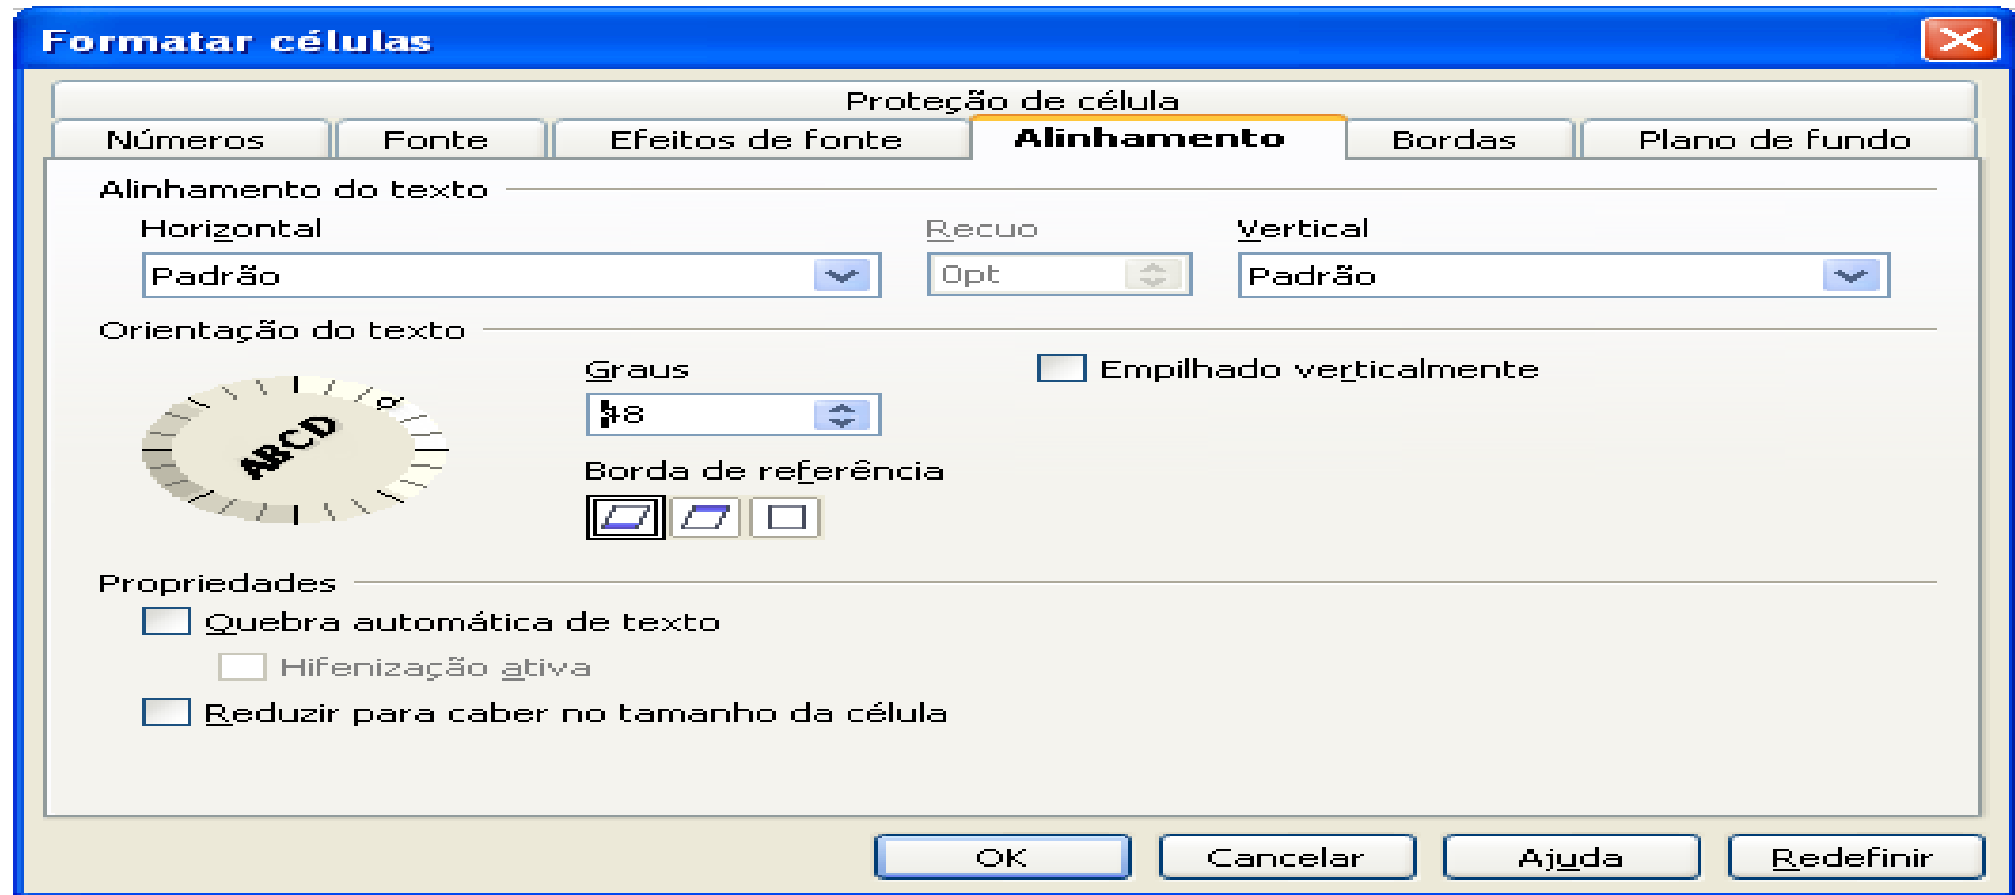 Formatar células
Proteção de célula
Números Fonte Efeitos de fonte Alinhamento Bordas Plano de fundo
Alinhamento do texto
Horizontal Recuo Vertical
Padrão 0pt Padrão
Orientação do texto
Graus Empilhado verticalmente
ABCD
Borda de referência
Propriedades
Quebra automática de texto
Hifenização ativa
Reduzir para caber no tamanho da célula
OK Cancelar Ajuda Redefinir